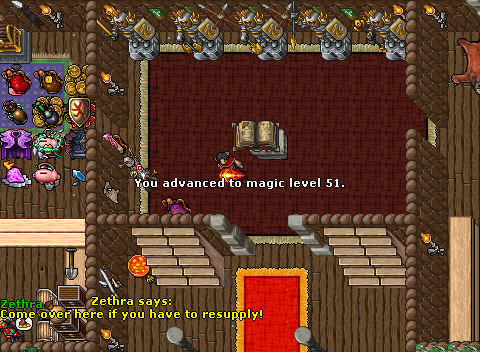 You advanced to magic level 51.
Zethra
Zethra says:
Come over here if you have to resupply!